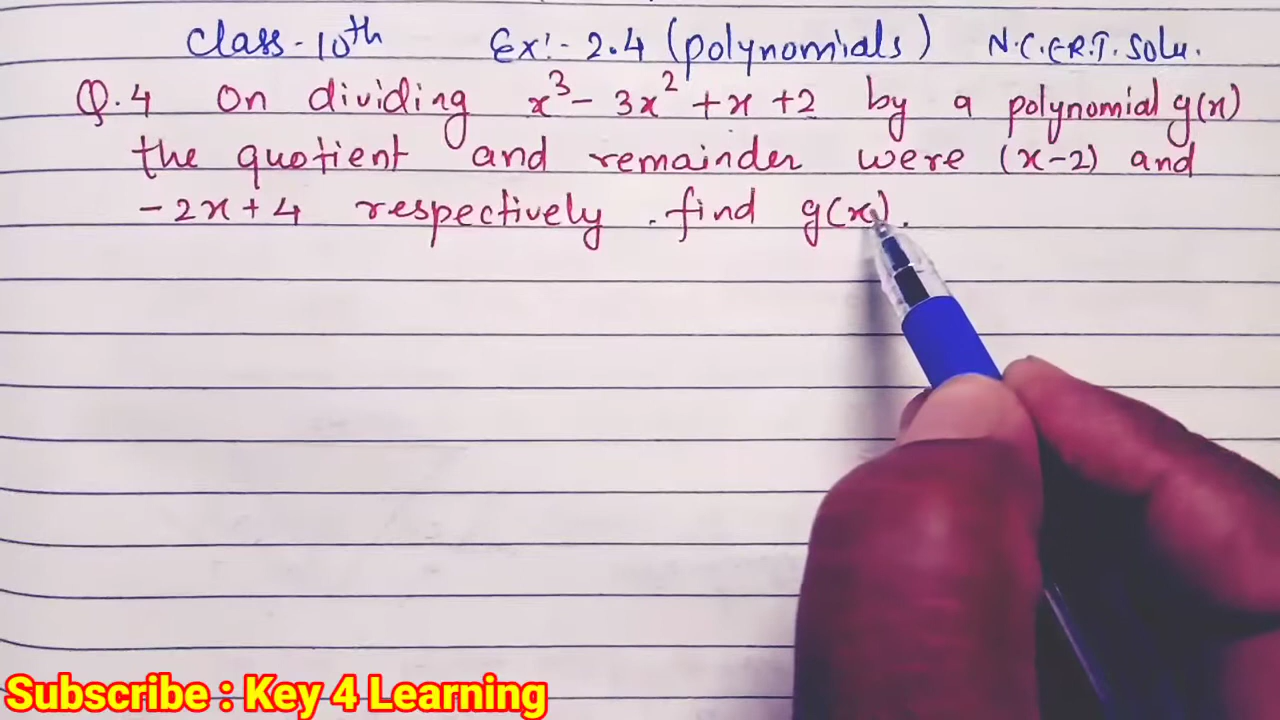 Class-10th Ex:- 2.4 (polynomials) N.C.E.R.T. Solu.
Q.4 On dividing x³- 3x² + x + 2 by a polynomial g(x)
the quotient and remainder were (x-2) and
-2x+4 respectively. find g(x).
Subscribe : Key 4 Learning